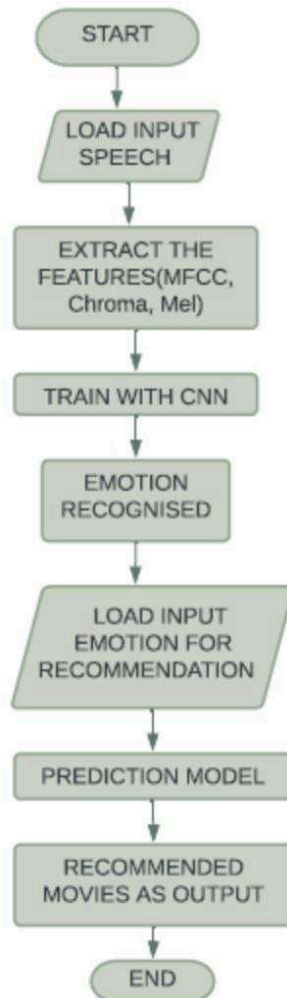 START
LOAD INPUT
SPEECH
EXTRACT THE
FEATURES(MFCC,
Chroma, Mel)
TRAIN WITH CNN
EMOTION
RECOGNISED
LOAD INPUT
EMOTION FOR
RECOMMENDATION
PREDICTION MODEL
RECOMMENDED
MOVIES AS OUTPUT
END